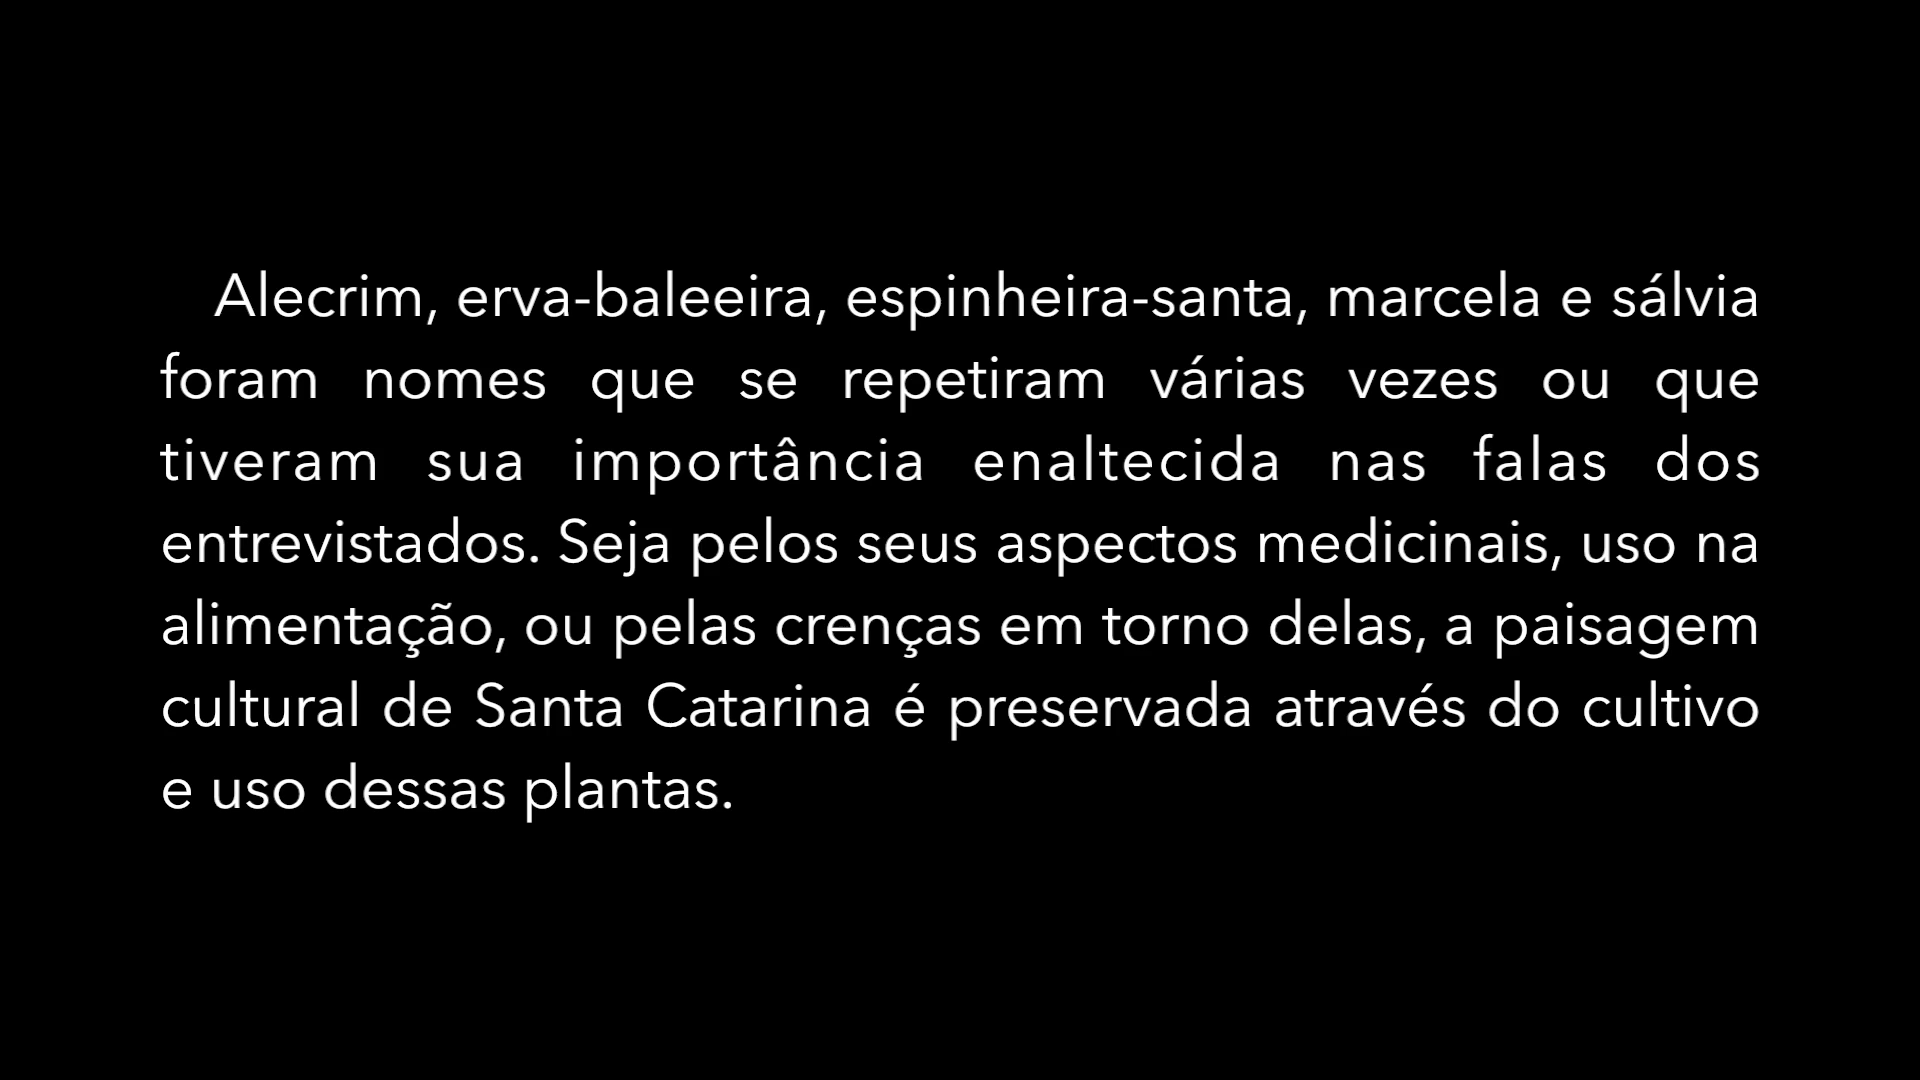 Alecrim, erva-baleeira, espinheira-santa, marcela e sálvia
foram nomes que se repetiram várias vezes ou que
tiveram sua importância enaltecida nas falas dos
entrevistados. Seja pelos seus aspectos medicinais, uso na
alimentação, ou pelas crenças em torno delas, a paisagem
cultural de Santa Catarina é preservada através do cultivo
e uso dessas plantas.